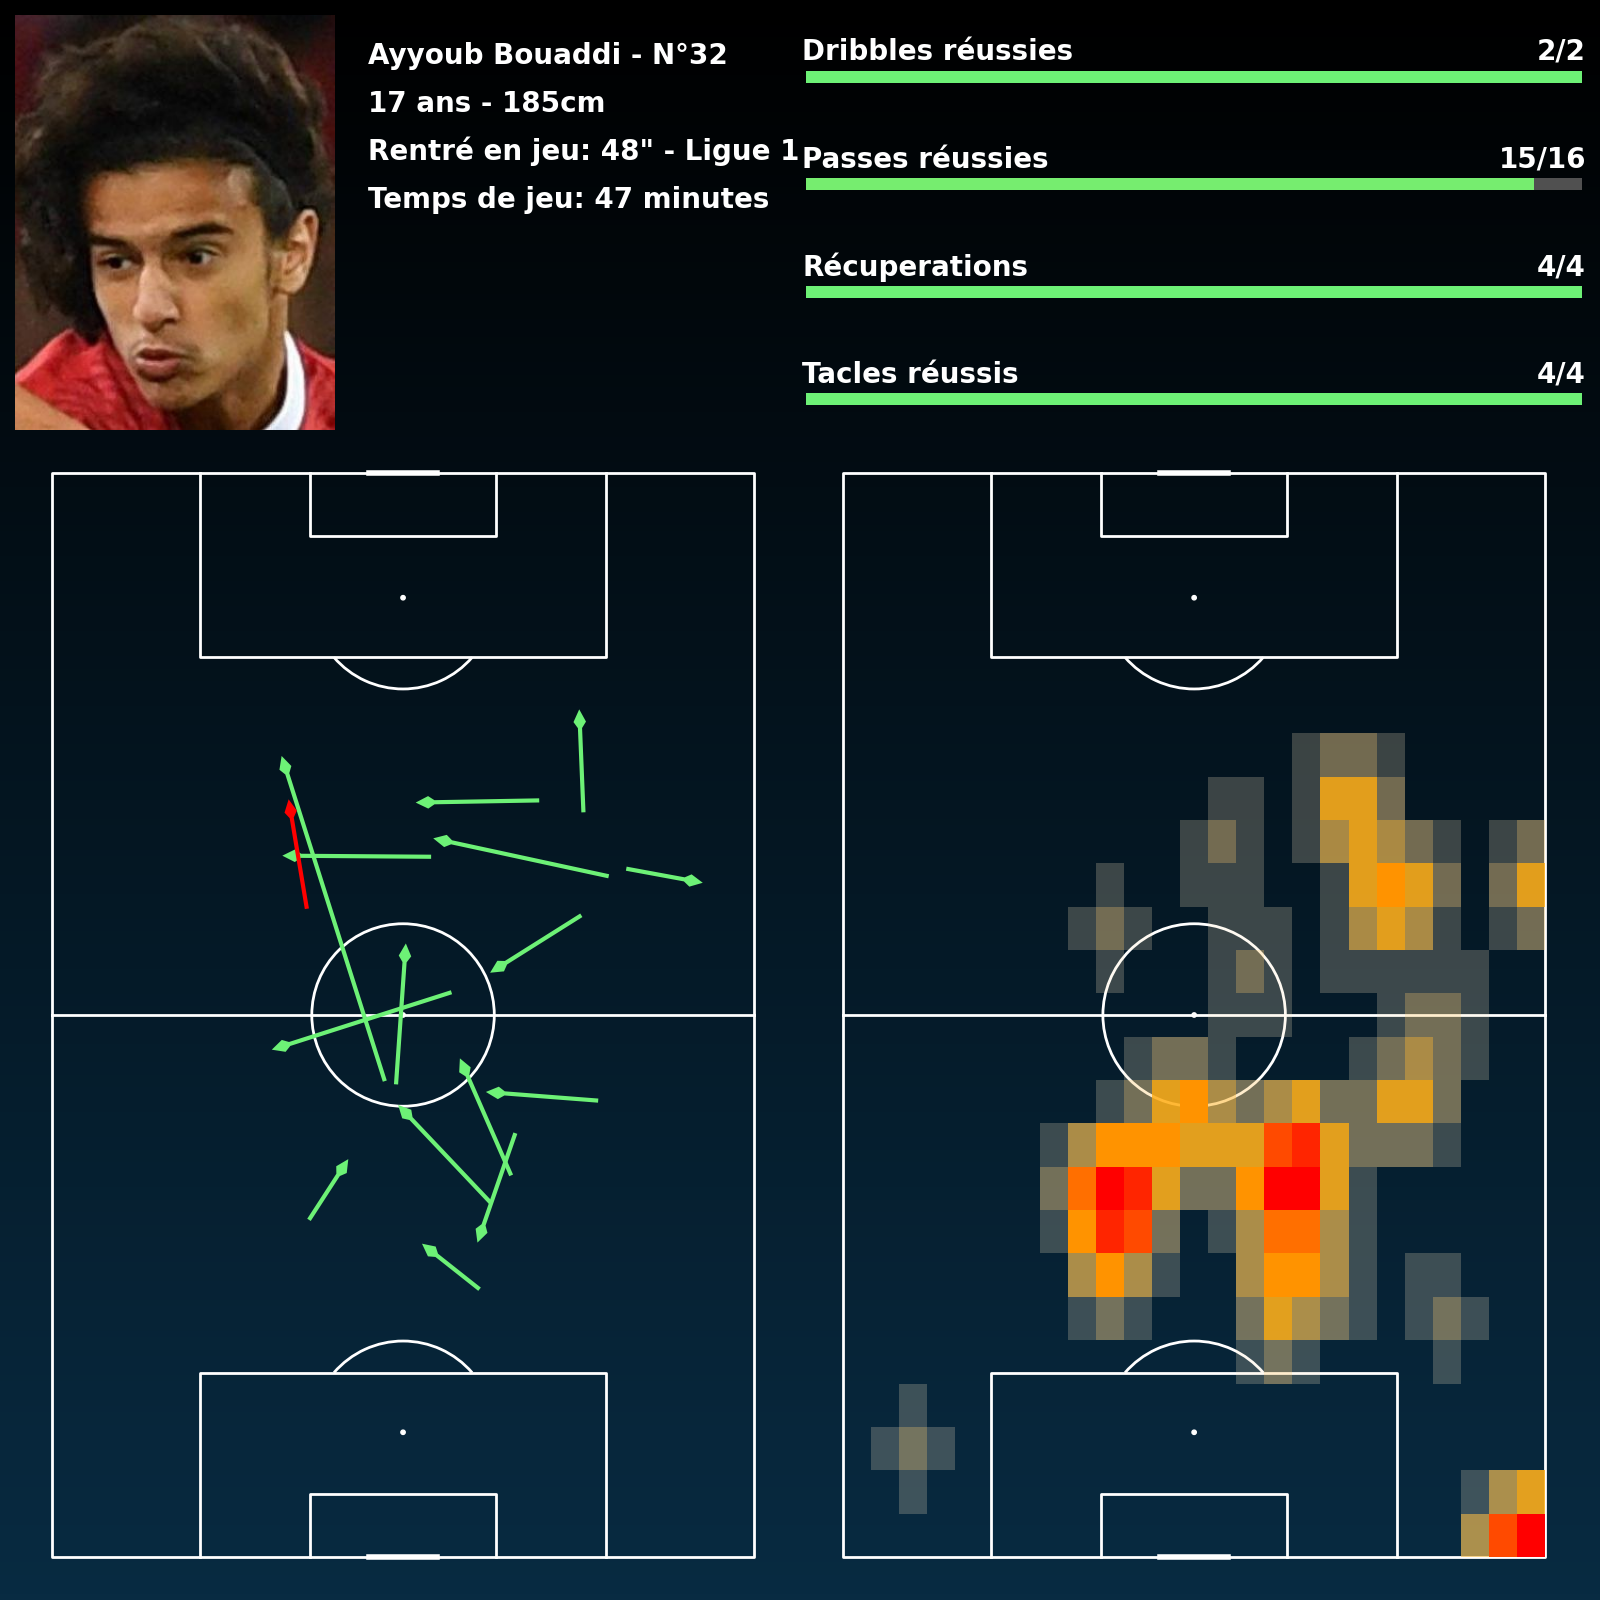 Ayyoub Bouaddi - N°32
17 ans - 185cm
Rentré en jeu: 48" - Ligue 1
Temps de jeu: 47 minutes
Dribbles réussies 2/2
Passes réussies 15/16
Récuperations 4/4
Tacles réussis 4/4